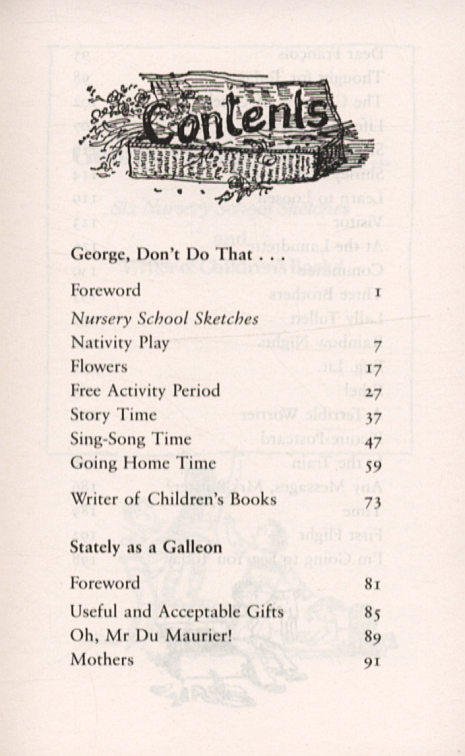 Contents
George, Don't Do That . . .
Foreword 1
Nursery School Sketches
Nativity Play 7
Flowers 17
Free Activity Period 27
Story Time 37
Sing-Song Time 47
Going Home Time 59
Writer of Children's Books 73
Stately as a Galleon
Foreword 81
Useful and Acceptable Gifts 85
Oh, Mr Du Maurier! 89
Mothers 91